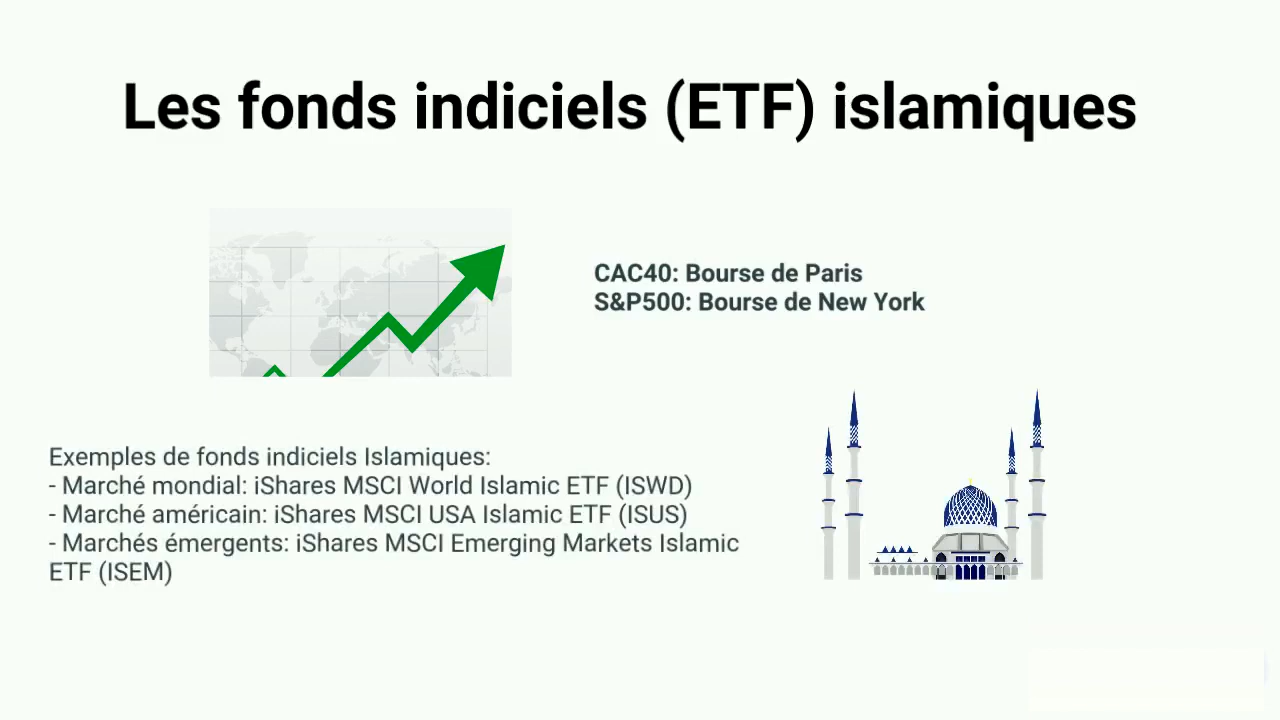 Les fonds indiciels (ETF) islamiques
CAC40: Bourse de Paris
S&P500: Bourse de New York
Exemples de fonds indiciels Islamiques:
- Marché mondial: iShares MSCI World Islamic ETF (ISWD)
- Marché américain: iShares MSCI USA Islamic ETF (ISUS)
- Marchés émergents: iShares MSCI Emerging Markets Islamic
ETF (ISEM)